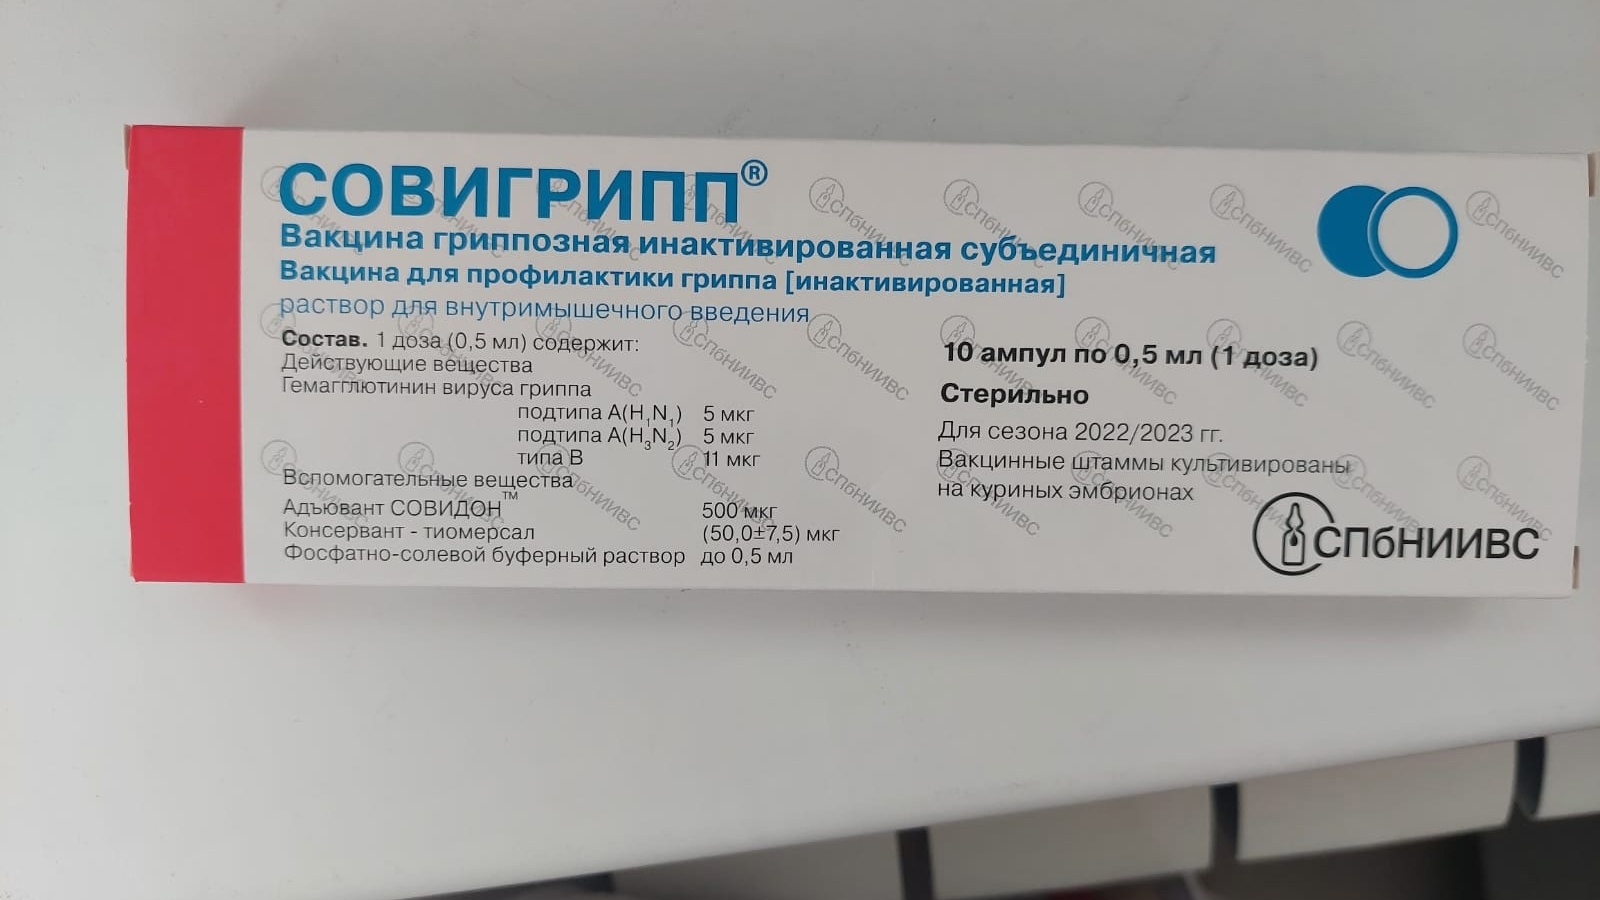 СОВИГРИПП®
Вакцина гриппозная инактивированная субъединичная
Вакцина для профилактики гриппа [инактивированная]
раствор для внутримышечного введения
Состав. 1 доза (0,5 мл) содержит:
Действующие вещества
Гемагглютинин вируса гриппа
подтипа А(H₁N₁) 5 мкг
подтипа А(H₃N₂) 5 мкг
типа В 11 мкг
Вспомогательные вещества
Адъювант СОВИДОН™ 500 мкг
Консервант - тиомерсал (50,0±7,5) мкг
Фосфатно-солевой буферный раствор до 0,5 мл
10 ампул по 0,5 мл (1 доза)
Стерильно
Для сезона 2022/2023 гг.
Вакцинные штаммы культивированы
на куриных эмбрионах
СПбНИИВС